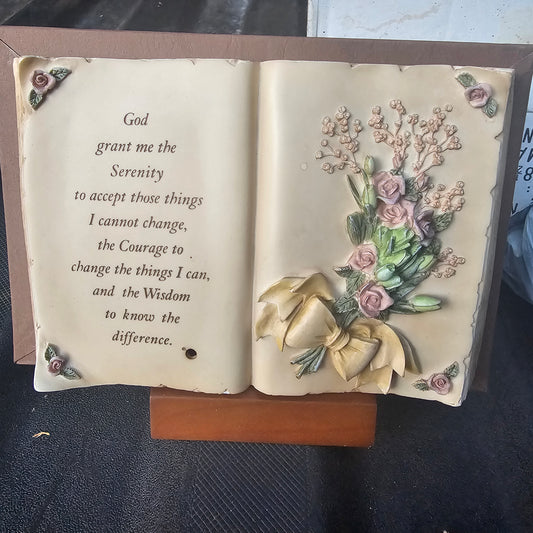 God
grant me the
Serenity
to accept those things
I cannot change,
the Courage to
change the things I can,
and the Wisdom
to know the
difference.